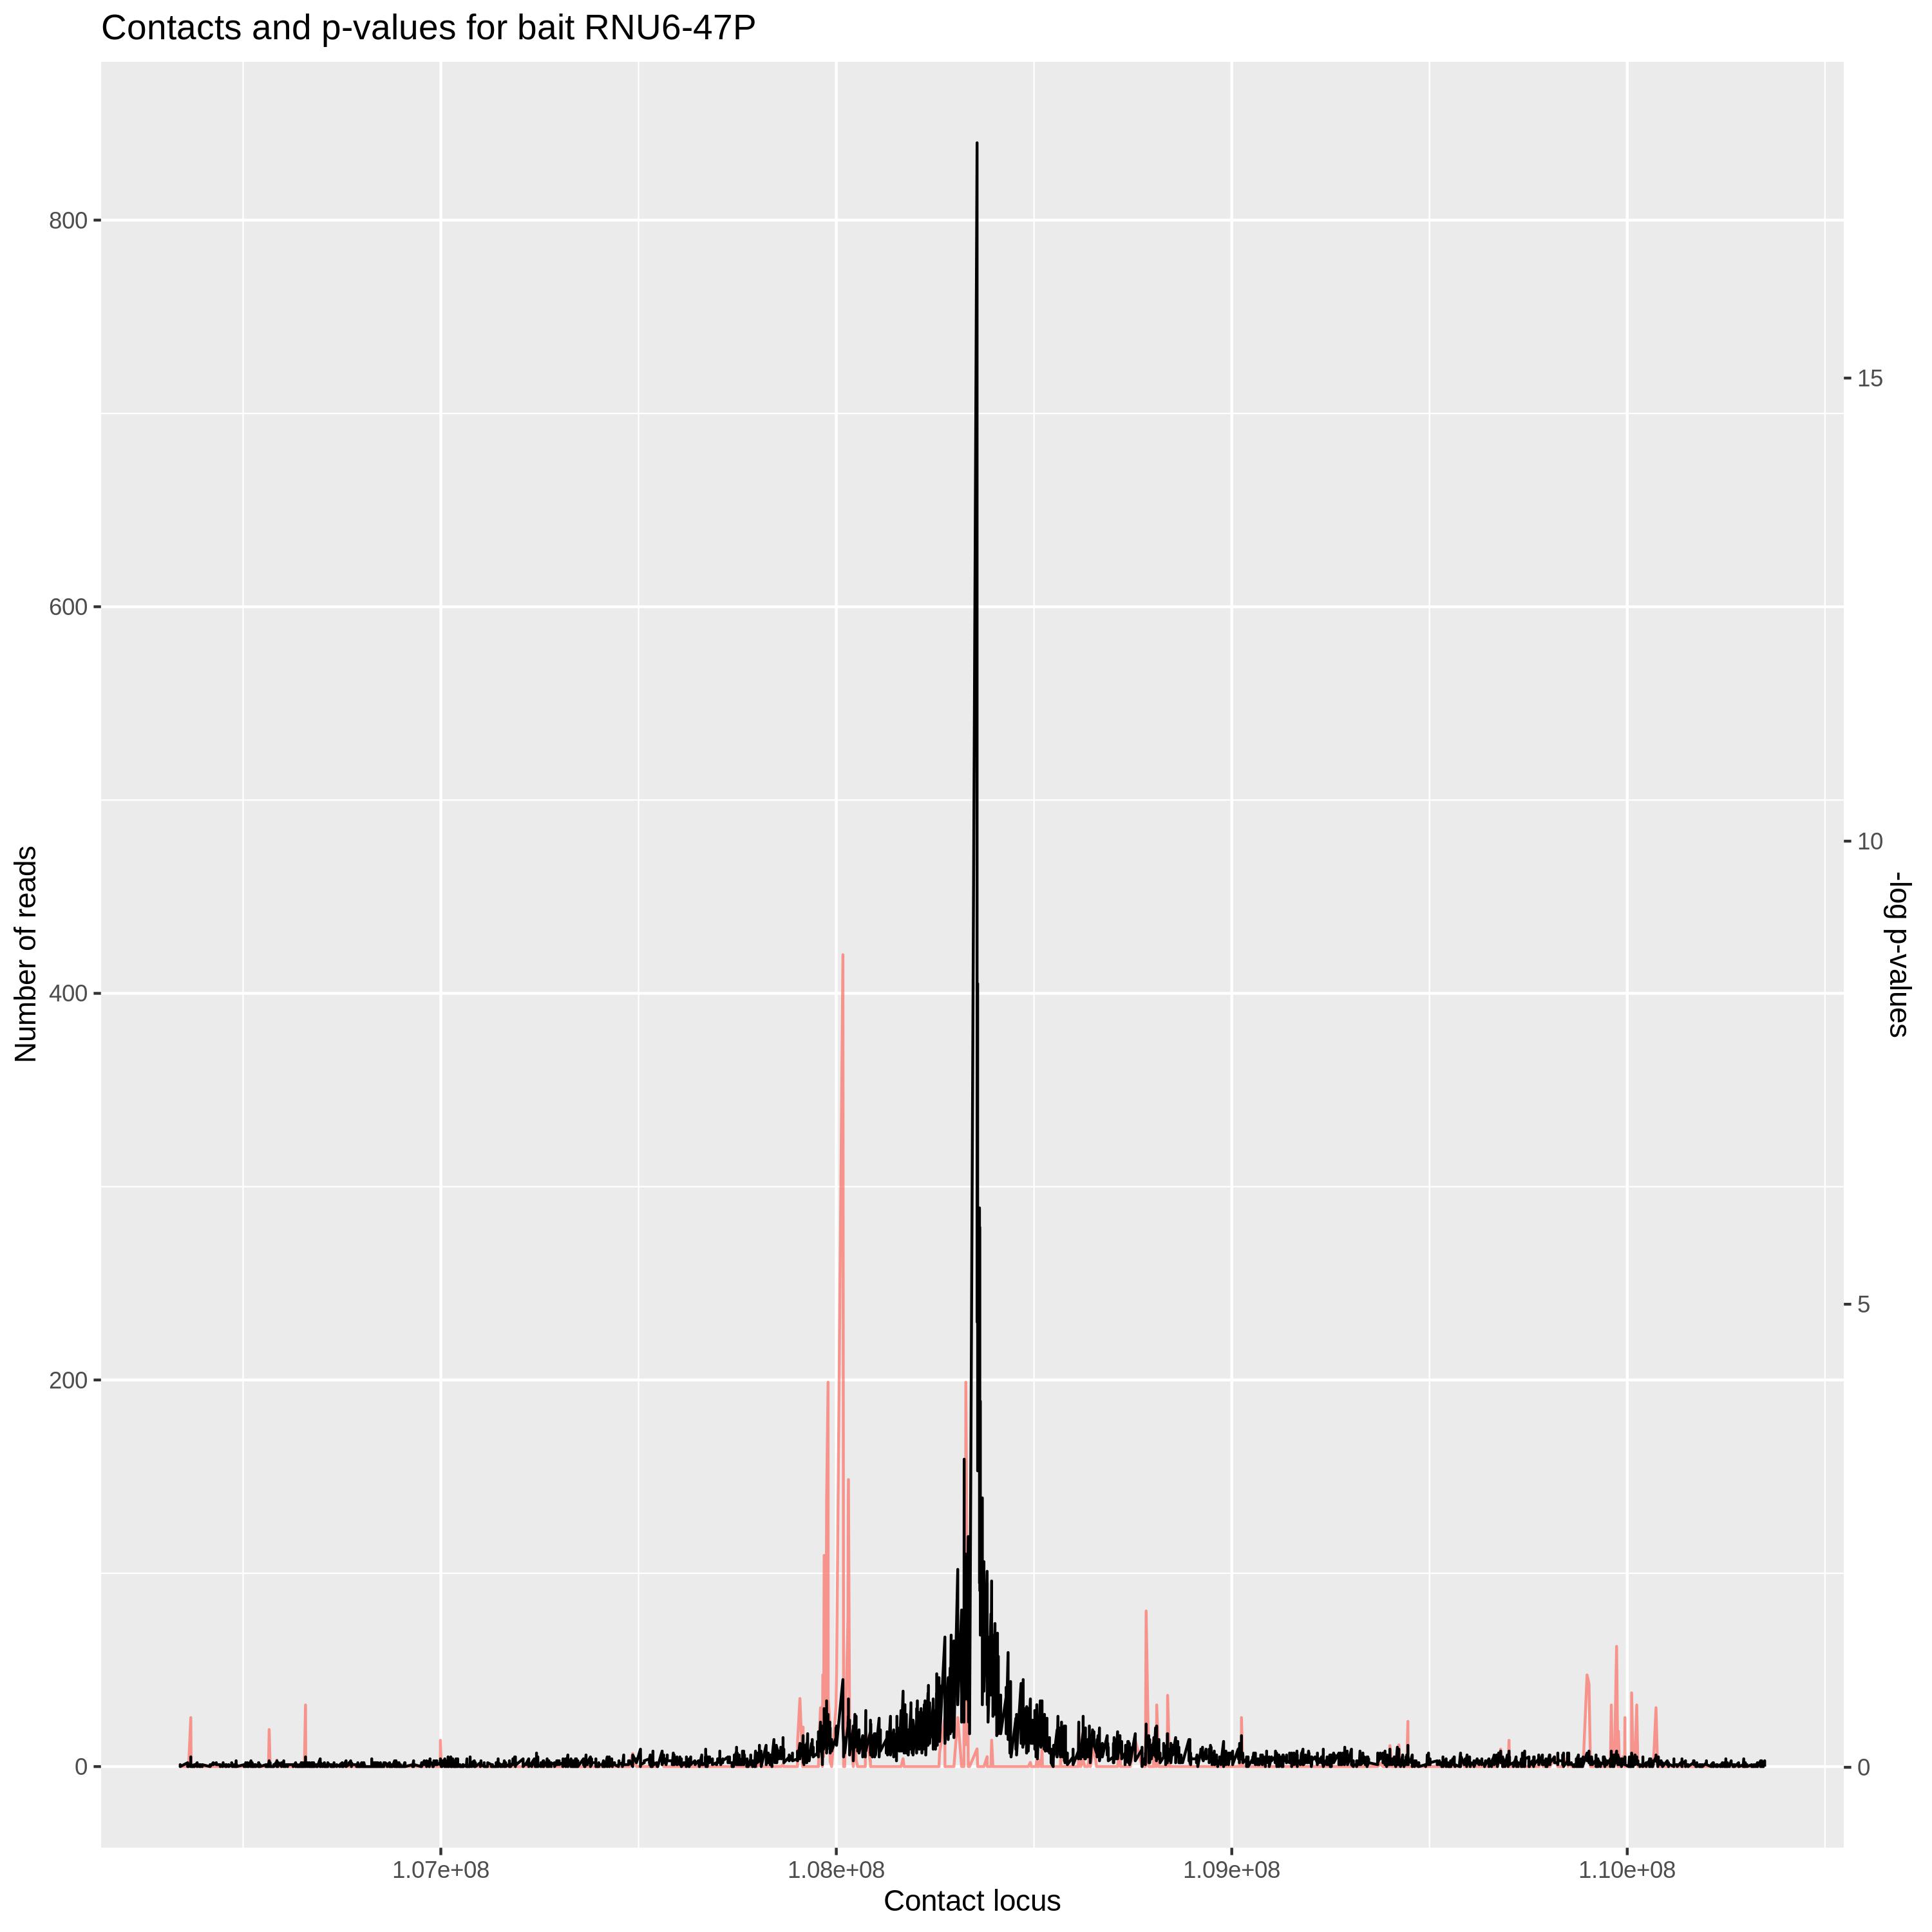 Contacts and p-values for bait RNU6-47P
800
600
400
200
0
Number of reads
15
10
5
0
-log p-values
1.07e+08
1.08e+08
1.09e+08
1.10e+08
Contact locus